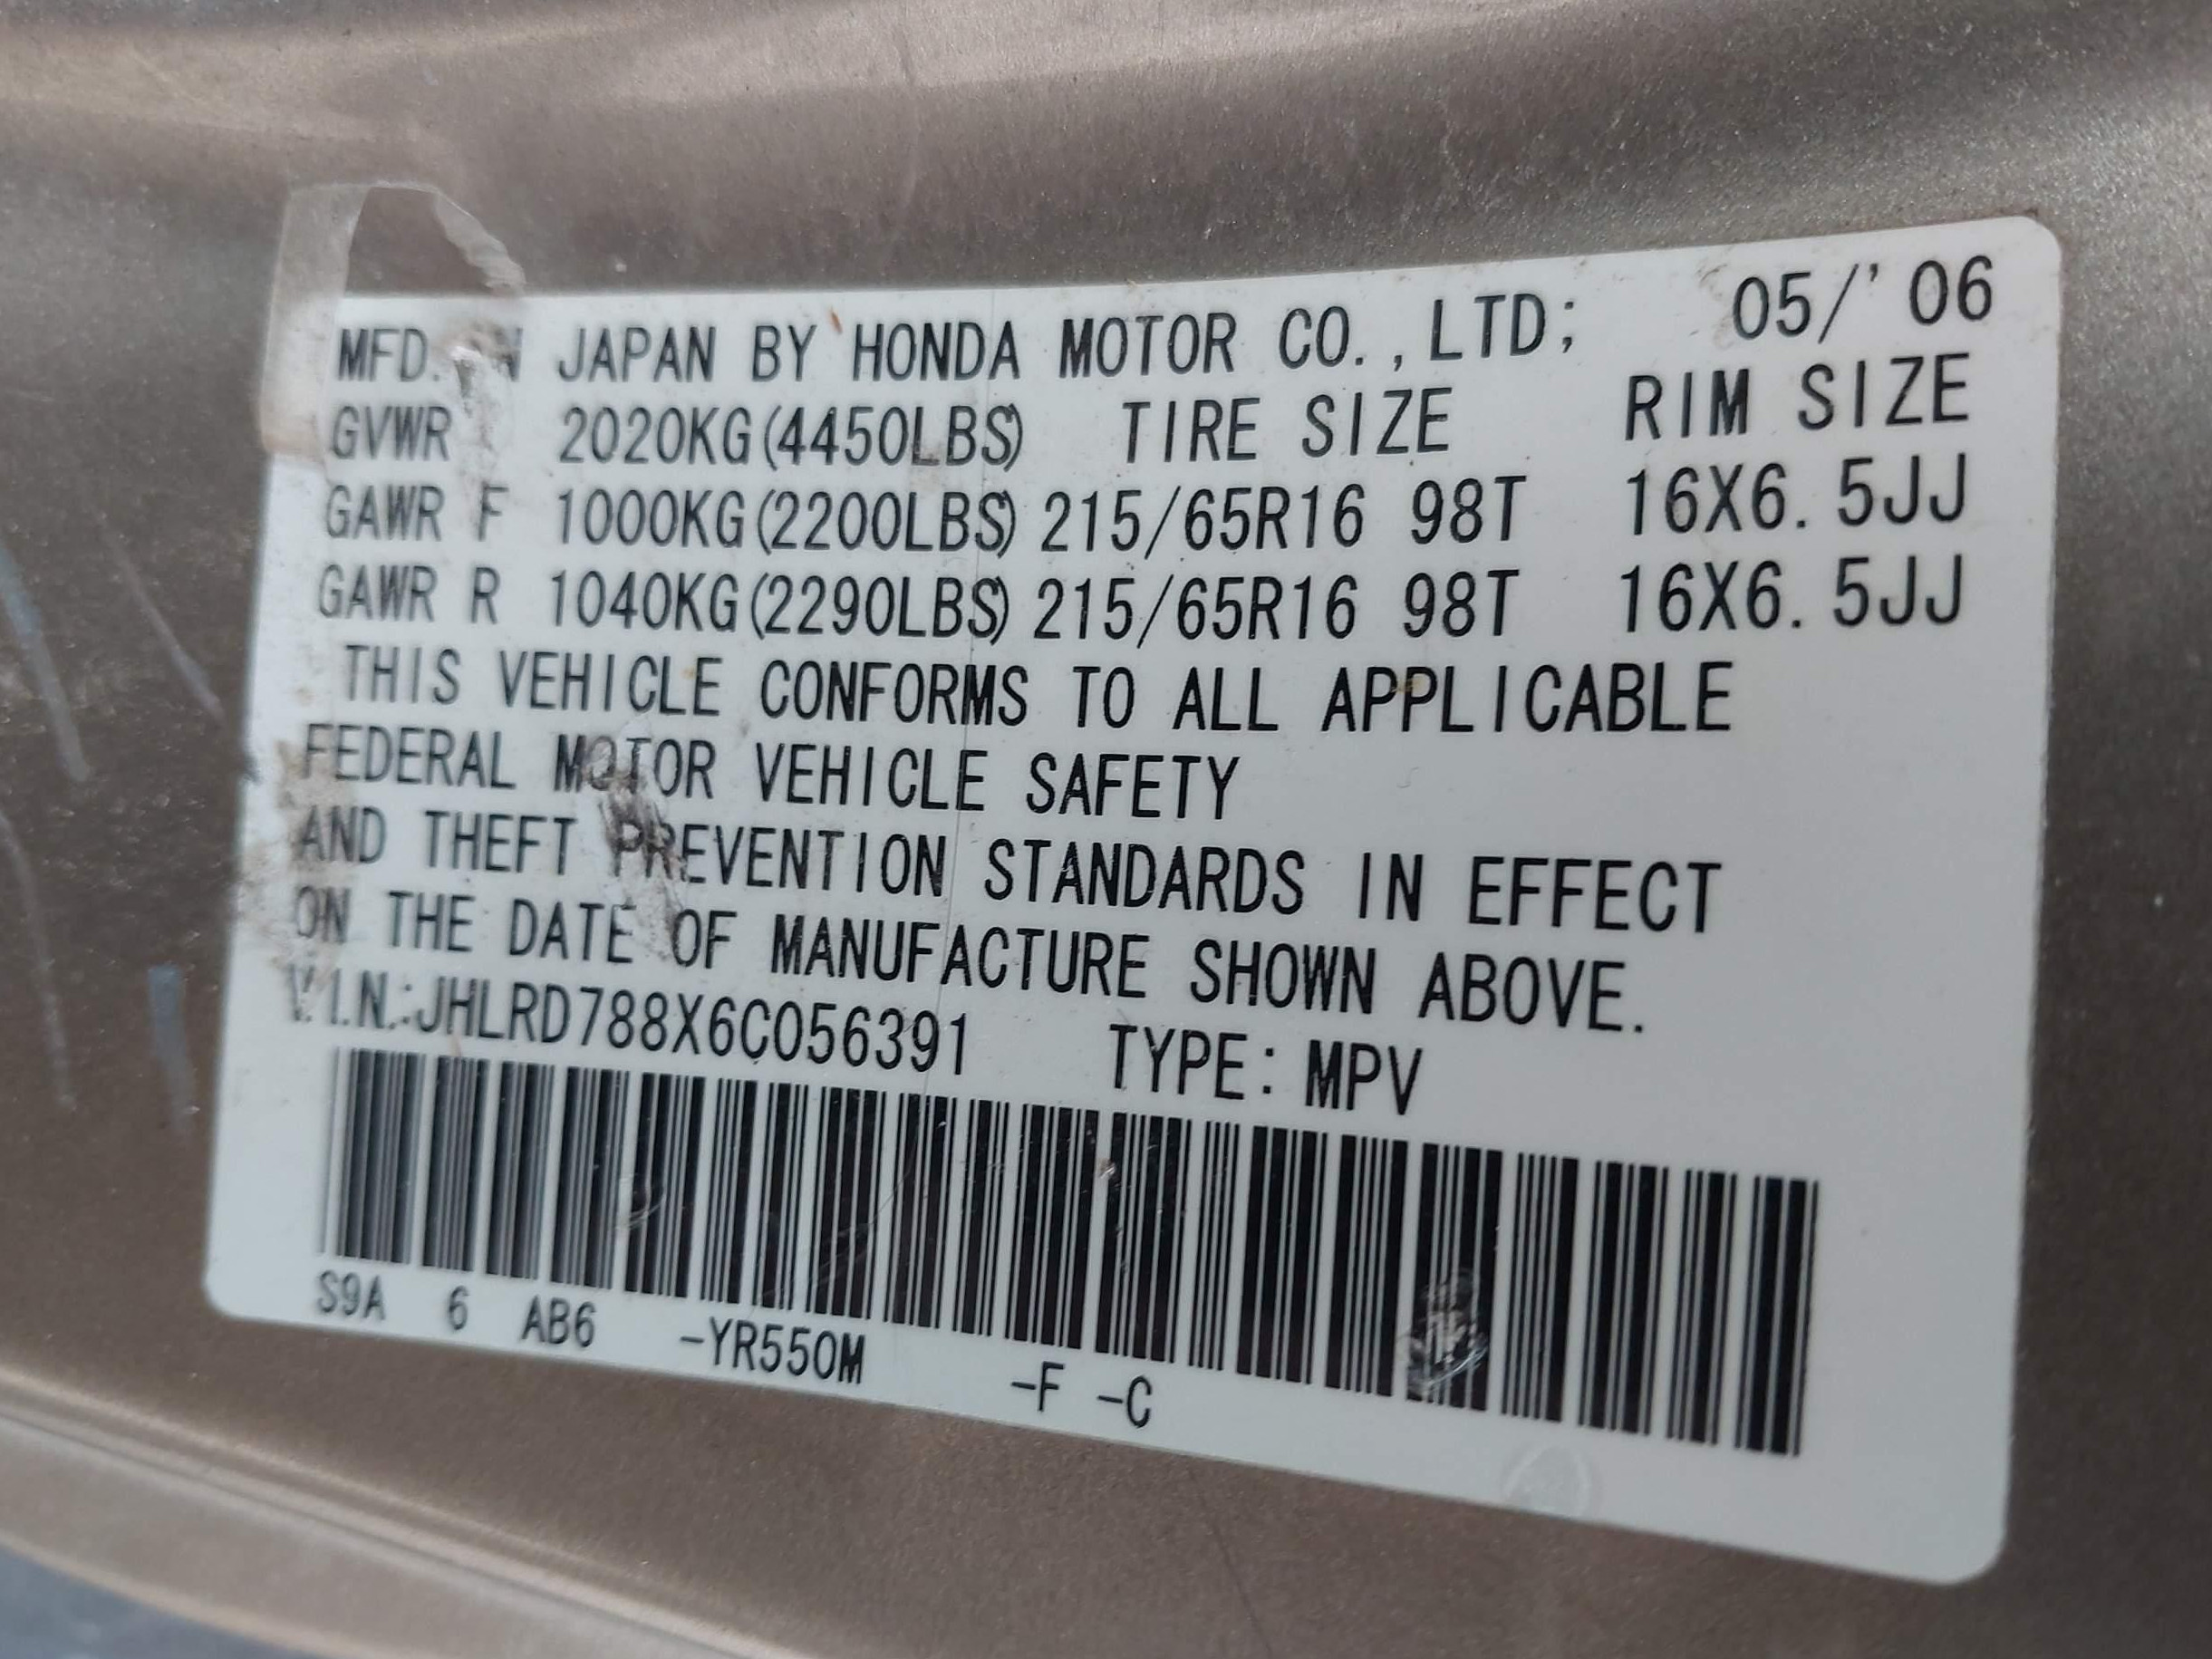 MFD. IN JAPAN BY HONDA MOTOR CO.,LTD; 05/'06
GVWR 2020KG(4450LBS) TIRE SIZE RIM SIZE
GAWR F 1000KG(2200LBS) 215/65R16 98T 16X6.5JJ
GAWR R 1040KG(2290LBS) 215/65R16 98T 16X6.5JJ
THIS VEHICLE CONFORMS TO ALL APPLICABLE
FEDERAL MOTOR VEHICLE SAFETY
AND THEFT PREVENTION STANDARDS IN EFFECT
ON THE DATE OF MANUFACTURE SHOWN ABOVE.
V.I.N.:JHLRD788X6C056391 TYPE: MPV
S9A 6 AB6 -YR550M -F -C